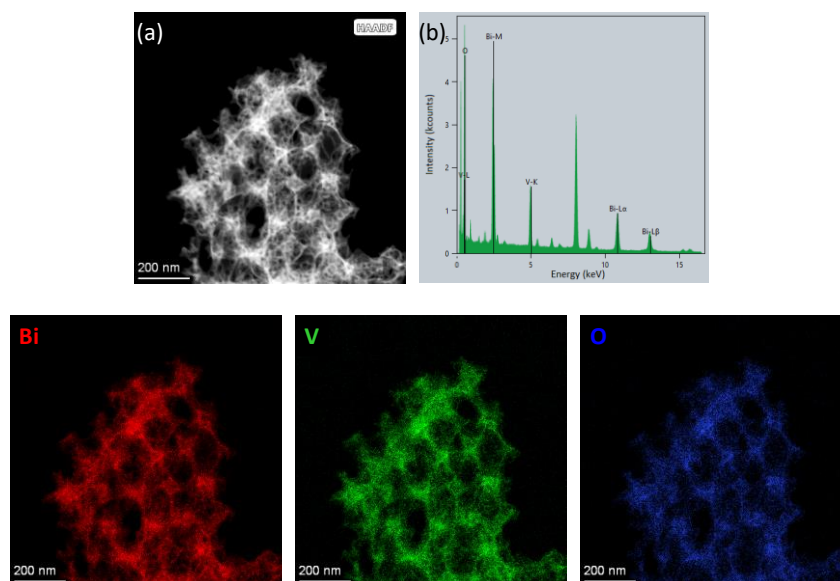 (a)
HAADF
200 nm
(b)
Intensity (kcounts)
5
4
3
2
1
0
O
V-L
Bi-M
V-K
Bi-Lα
Bi-Lβ
0
5
10
15
Energy (keV)
Bi
200 nm
V
200 nm
O
200 nm